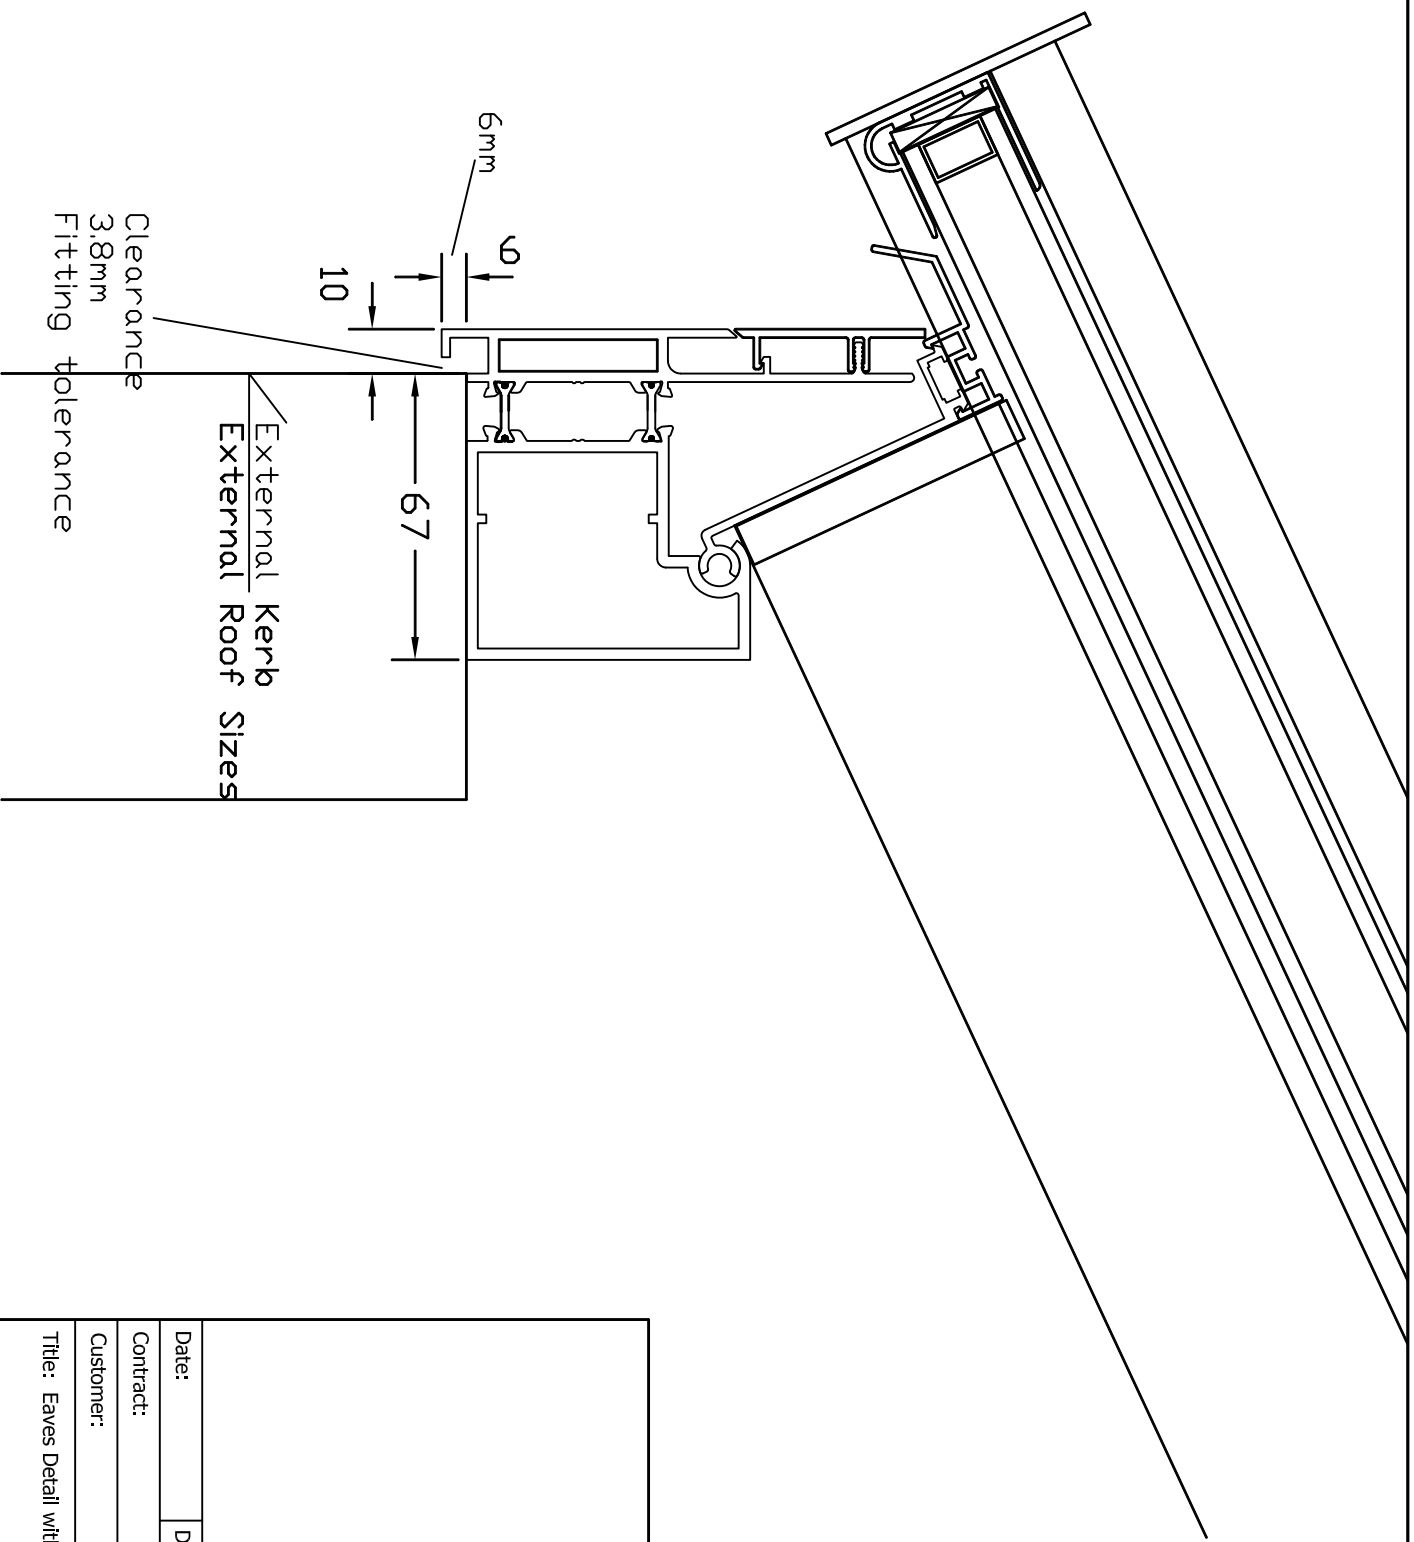 6mm
6
10
Clearance
3.8mm
Fitting tolerance
67
External Kerb
External Roof Sizes
Date:
Contract:
Customer:
Title: Eaves Detail